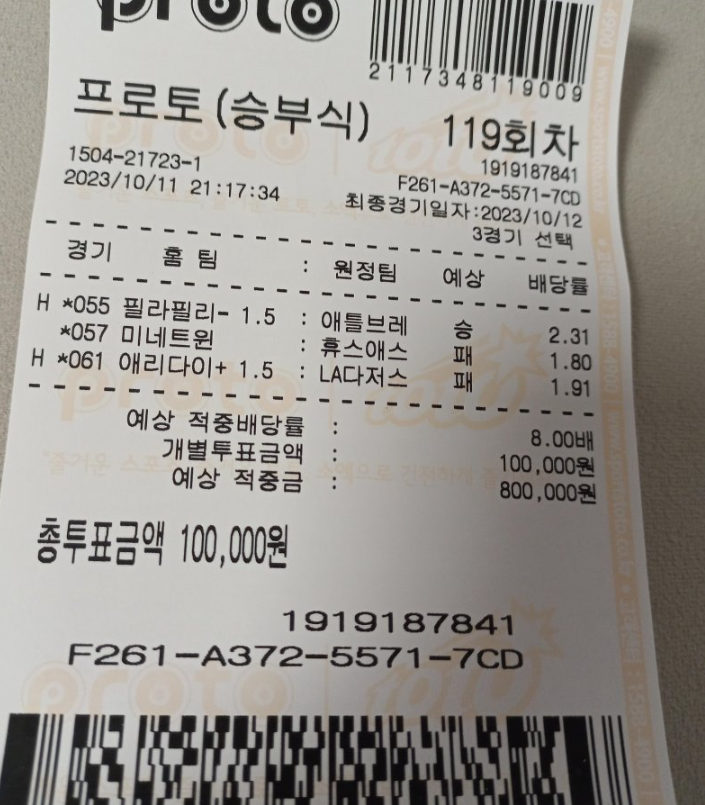 proto
2117348119009
프로토(승부식) 119회차
1504-21723-1 1919187841
2023/10/11 21:17:34 F261-A372-5571-7CD
최종경기일자:2023/10/12
3경기 선택
경기 홈 팀 : 원정팀 예상 배당률
H *055 필라필리- 1.5 : 애틀브레 승 2.31
*057 미네트윈 : 휴스애스 패 1.80
H *061 애리다이+ 1.5 : LA다저스 패 1.91
예상 적중배당률 : 8.00배
개별투표금액 : 100,000원
예상 적중금 : 800,000원
총투표금액 100,000원
1919187841
F261-A372-5571-7CD